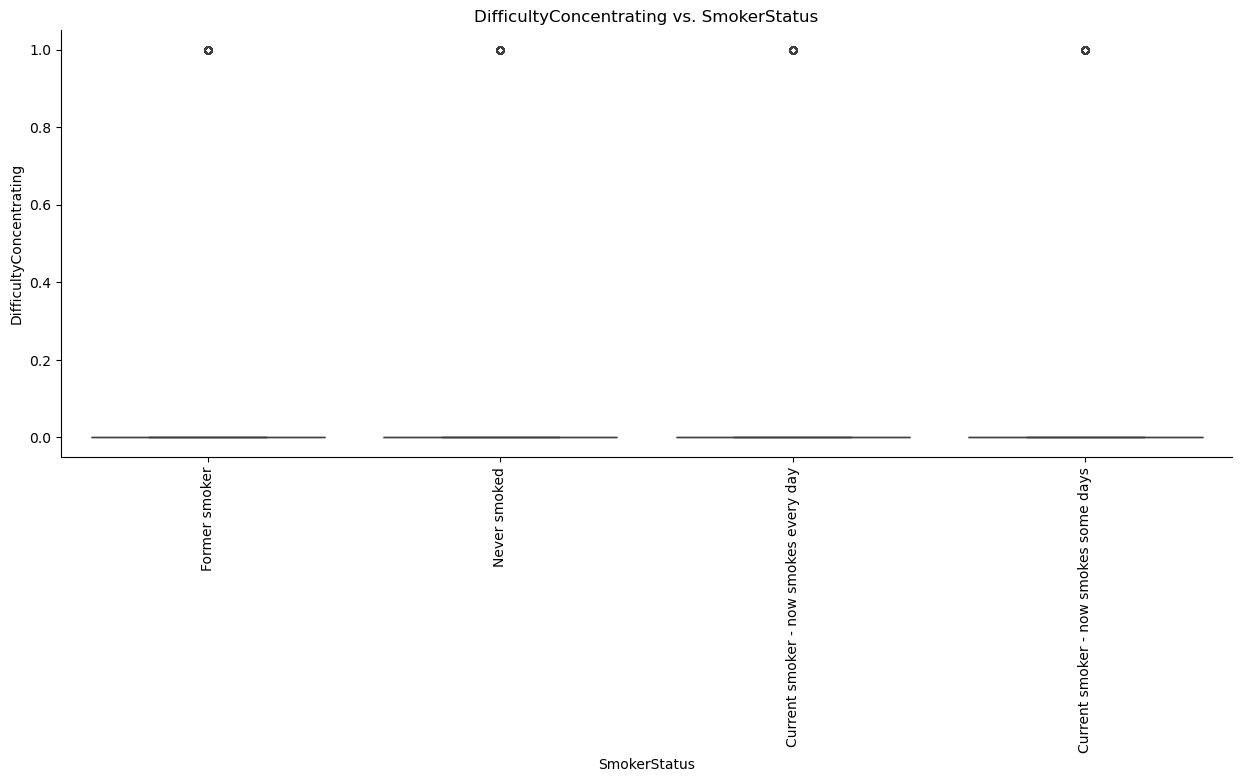 DifficultyConcentrating vs. SmokerStatus
1.0
0.8
0.6
0.4
0.2
0.0
DifficultyConcentrating
Former smoker
Never smoked
Current smoker - now smokes every day
Current smoker - now smokes some days
SmokerStatus